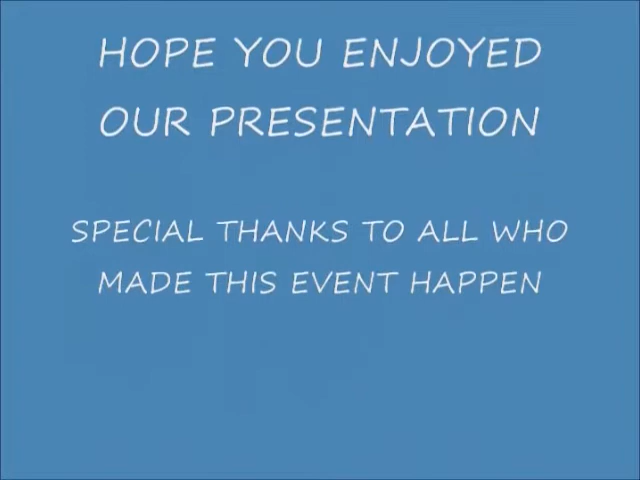 HOPE YOU ENJOYED
OUR PRESENTATION
SPECIAL THANKS TO ALL WHO
MADE THIS EVENT HAPPEN